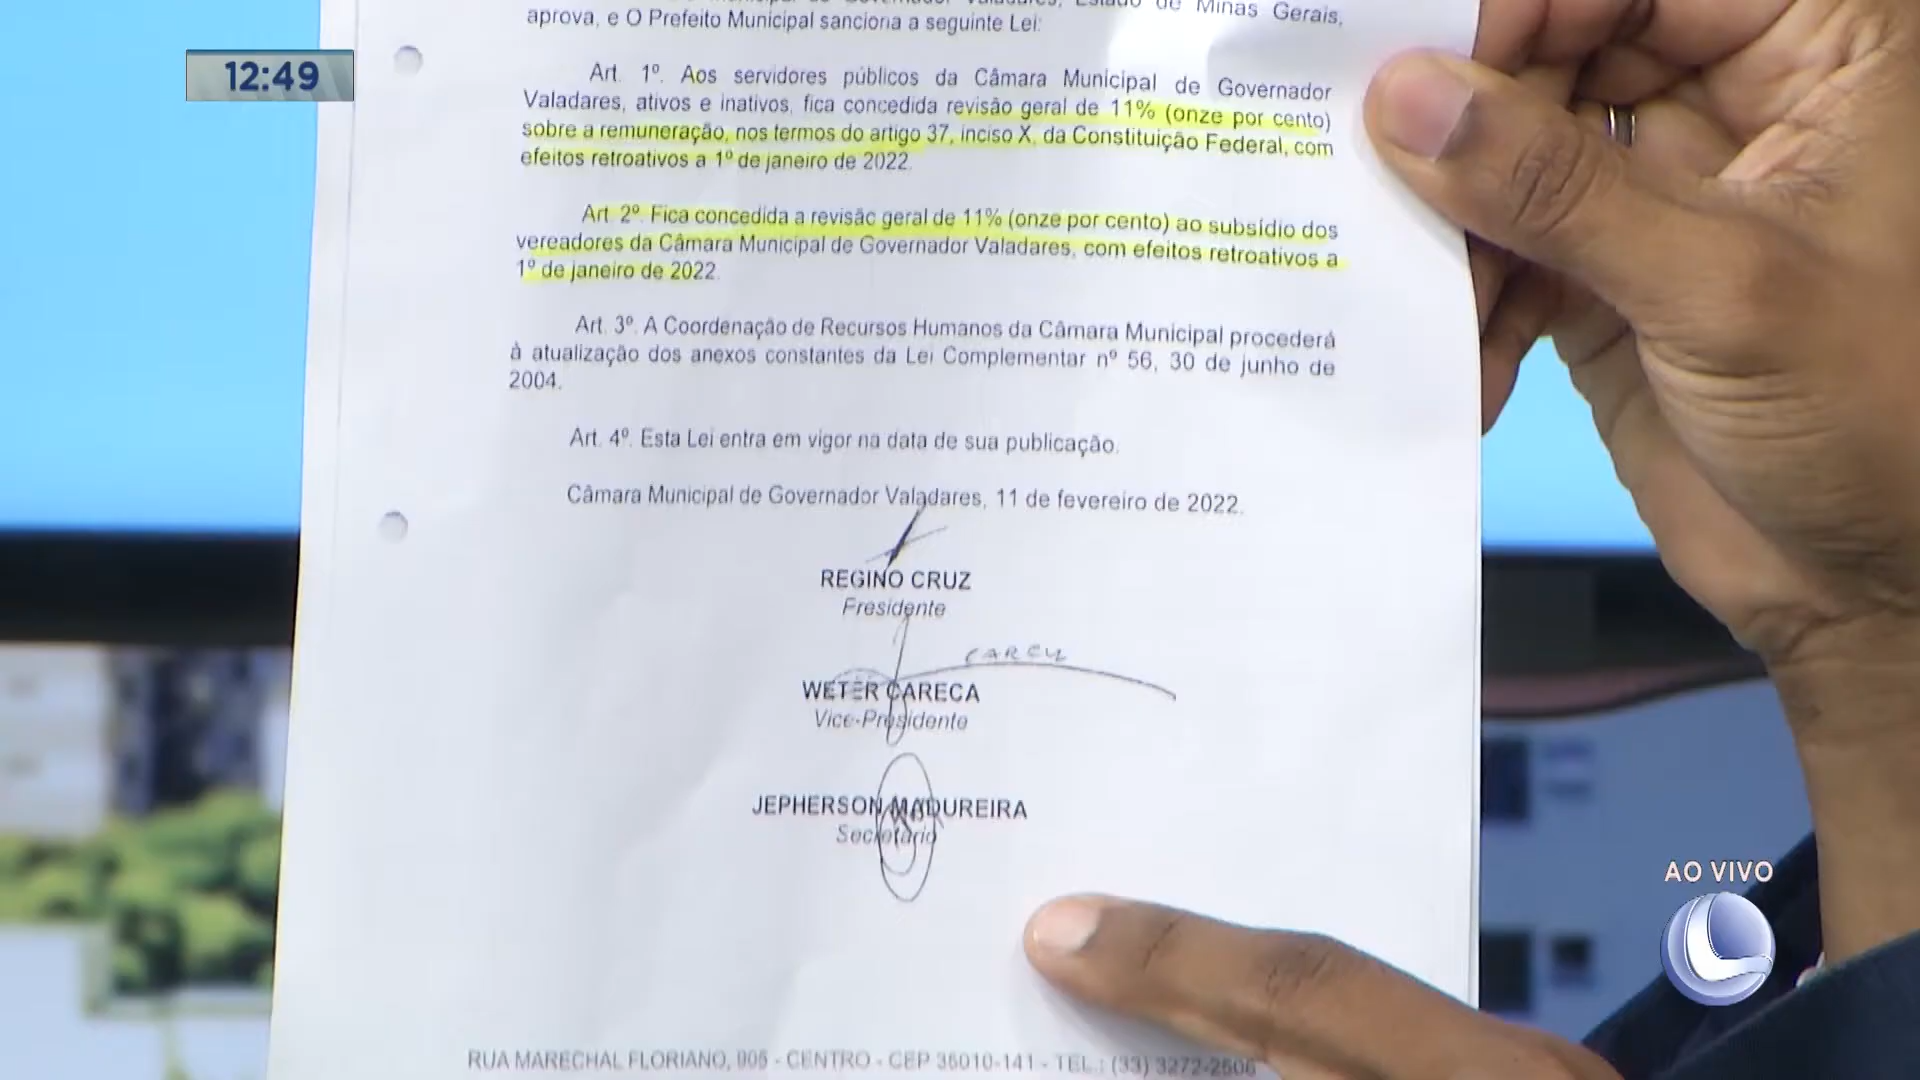 de Minas Gerais,
aprova, e O Prefeito Municipal sanciona a seguinte Lei:
12:49
Art. 1º. Aos servidores públicos da Câmara Municipal de Governador
Valadares, ativos e inativos, fica concedida revisão geral de 11% (onze por cento)
sobre a remuneração, nos termos do artigo 37, inciso X, da Constituição Federal, com
efeitos retroativos a 1º de janeiro de 2022.
Art. 2º. Fica concedida a revisão geral de 11% (onze por cento) ao subsídio dos
vereadores da Câmara Municipal de Governador Valadares, com efeitos retroativos a
1º de janeiro de 2022.
Art. 3º. A Coordenação de Recursos Humanos da Câmara Municipal procederá
à atualização dos anexos constantes da Lei Complementar nº 56, 30 de junho de
2004.
Art. 4º. Esta Lei entra em vigor na data de sua publicação.
Câmara Municipal de Governador Valadares, 11 de fevereiro de 2022.
REGINO CRUZ
Presidente
WETER CARECA
Vice-Presidente
JEPHERSON MADUREIRA
Secretário
AO VIVO
RUA MARECHAL FLORIANO, 905 - CENTRO - CEP 35010-141 - TEL.: (33) 3272-2506